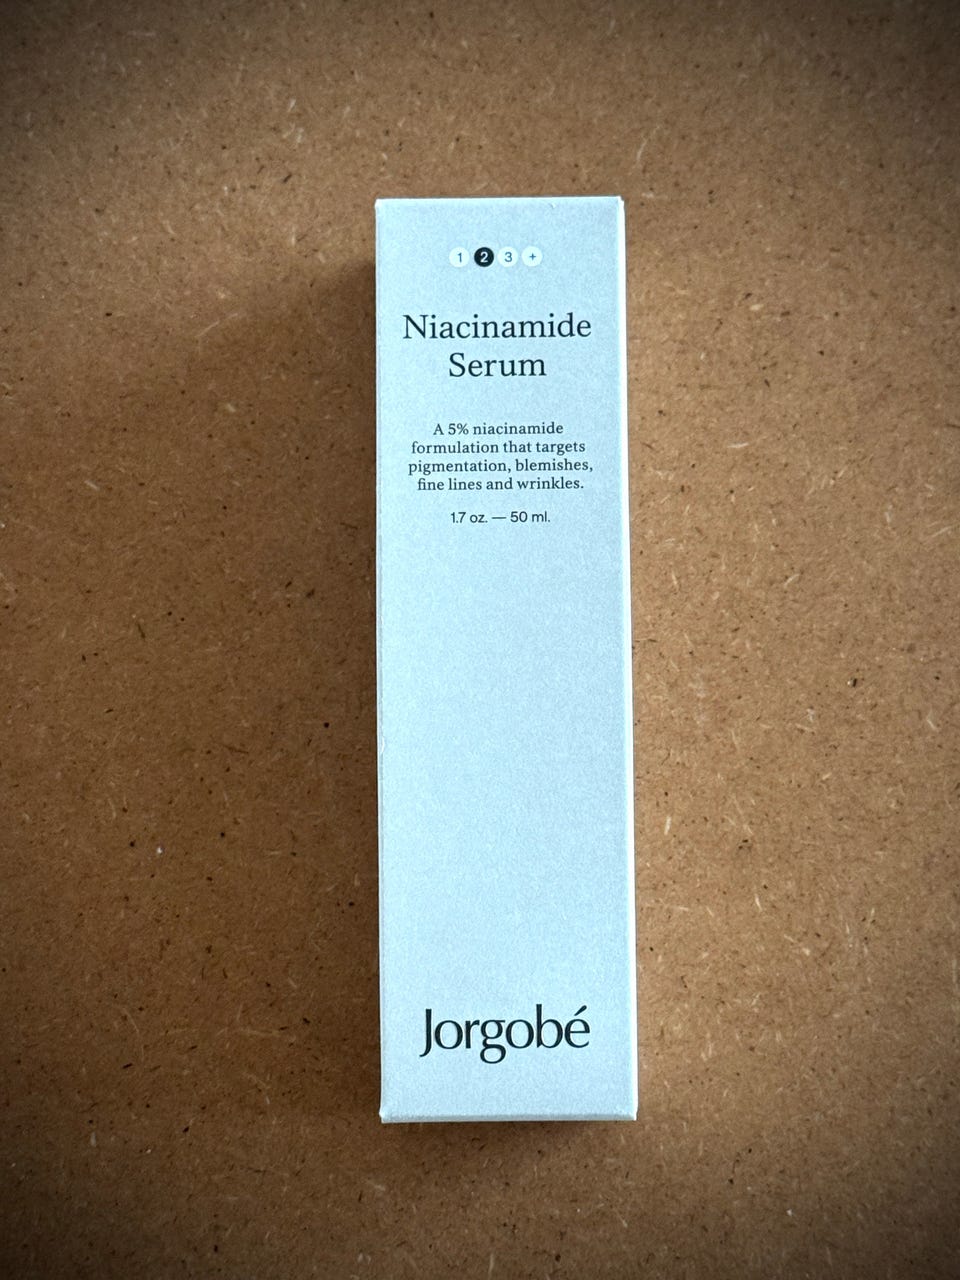 1 2 3 +
Niacinamide
Serum
A 5% niacinamide
formulation that targets
pigmentation, blemishes,
fine lines and wrinkles.
1.7 oz. — 50 ml.
Jorgobé